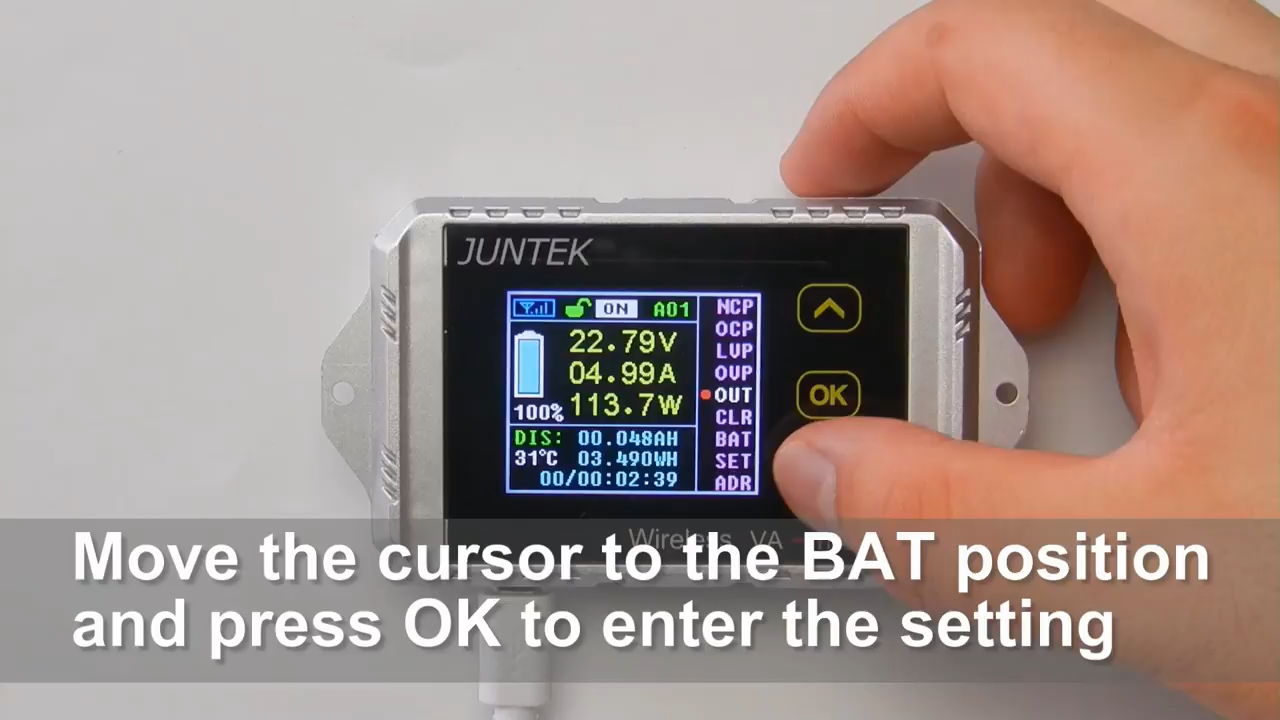 JUNTEK
ON A01
22.79V
04.99A
113.7W
100%
DIS: 00.048AH
31℃ 03.490WH
00/00:02:39
NCP
OCP
LVP
OVP
OUT
CLR
BAT
SET
ADR
OK
Wireless VA
Move the cursor to the BAT position
and press OK to enter the setting